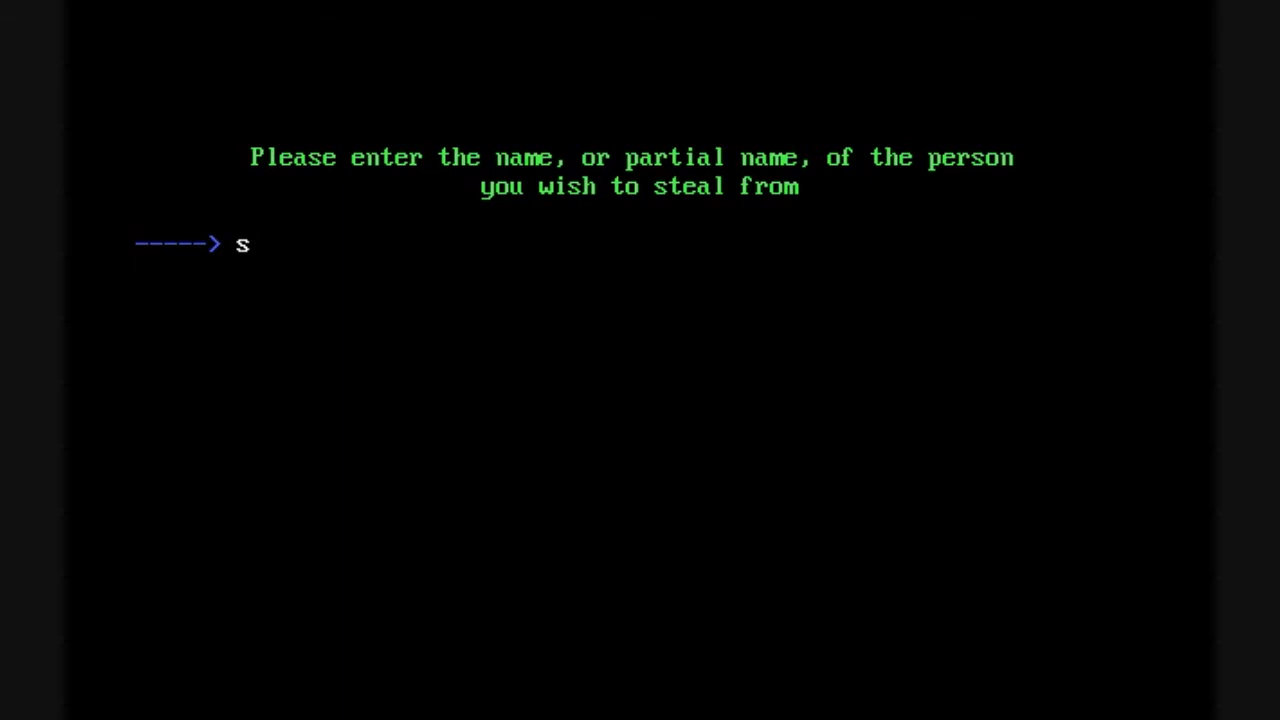 Please enter the name, or partial name, of the person
you wish to steal from
-----> s